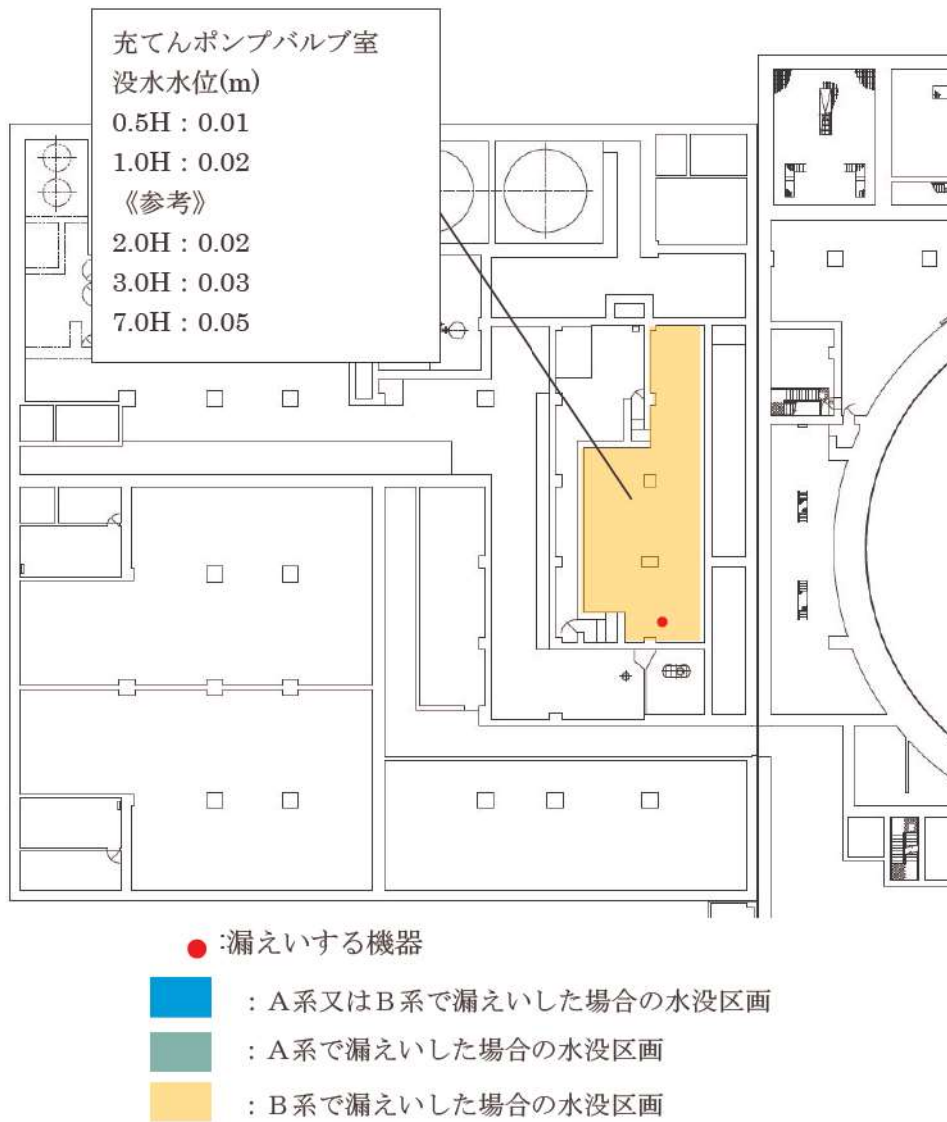 充てんポンプバルブ室
没水水位(m)
0.5H：0.01
1.0H：0.02
《参考》
2.0H：0.02
3.0H：0.03
7.0H：0.05
:漏えいする機器
：A系又はB系で漏えいした場合の水没区画
：A系で漏えいした場合の水没区画
：B系で漏えいした場合の水没区画